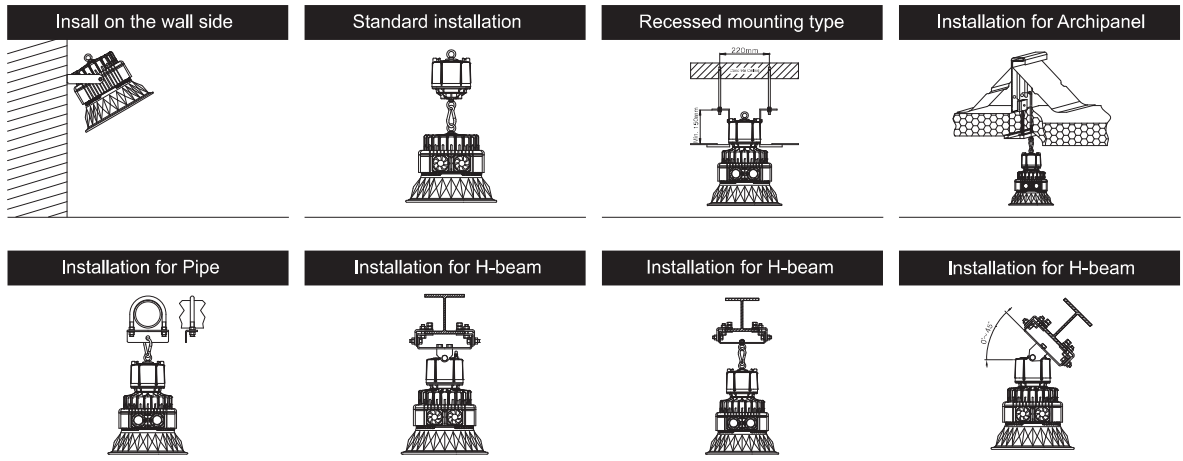 Insall on the wall side
Standard installation
Recessed mounting type
Installation for Archipanel
220mm
Min. 150mm
Installation for Pipe
Installation for H-beam
Installation for H-beam
Installation for H-beam
0°~45°